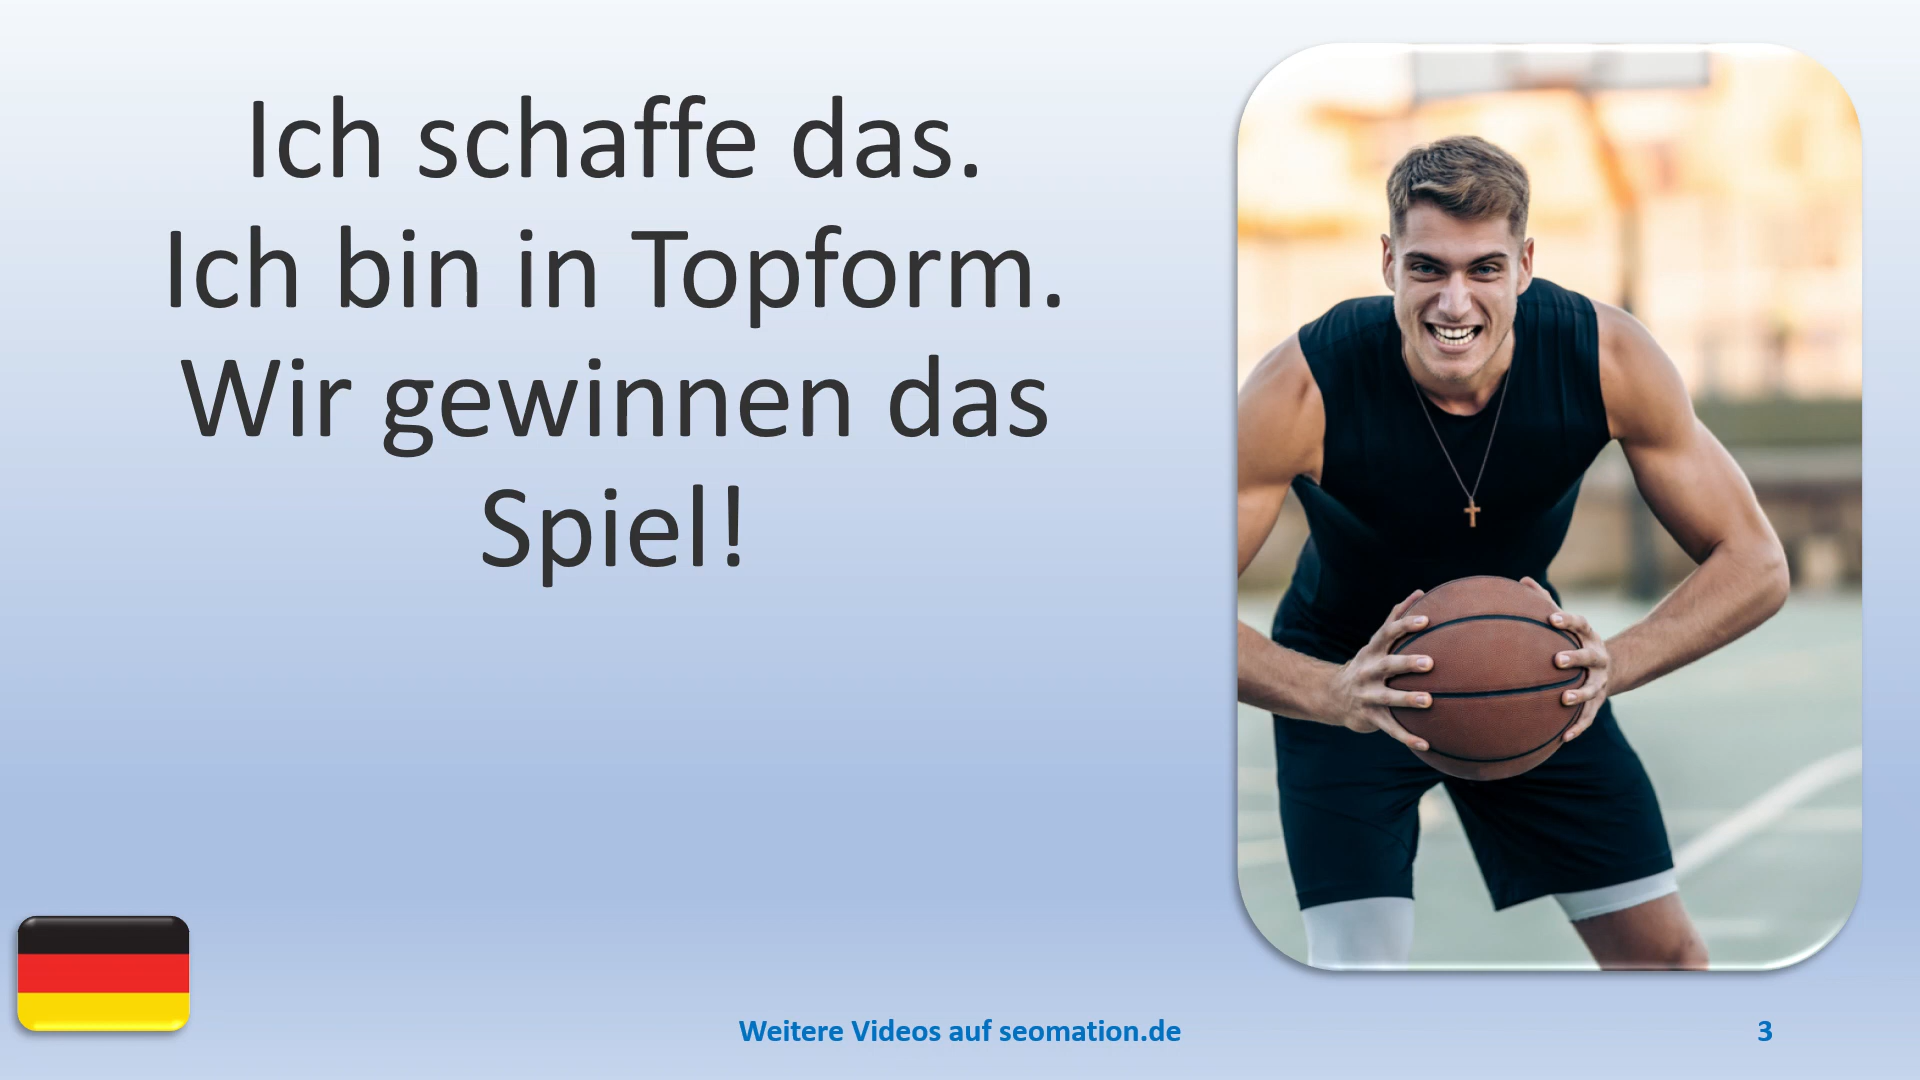 Ich schaffe das.
Ich bin in Topform.
Wir gewinnen das
Spiel!
Weitere Videos auf seomation.de
3